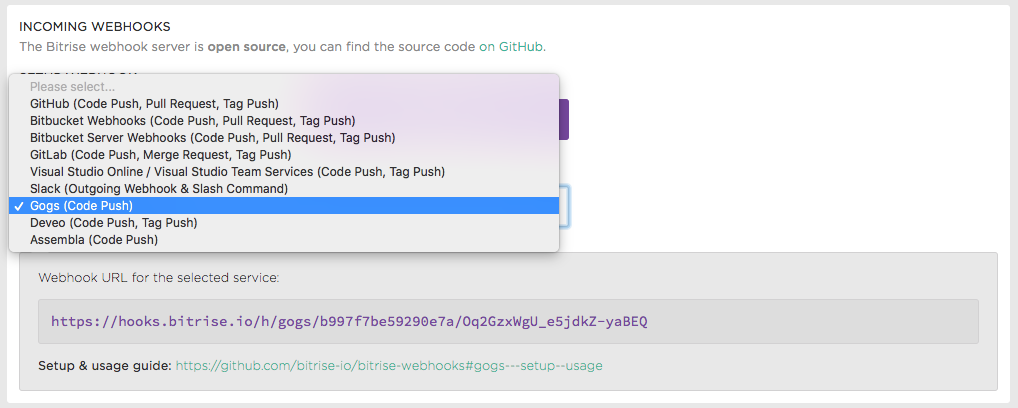 INCOMING WEBHOOKS
The Bitrise webhook server is open source, you can find the source code on GitHub.
SETUP WEBHOOK
Please select...
GitHub (Code Push, Pull Request, Tag Push)
Bitbucket Webhooks (Code Push, Pull Request, Tag Push)
Bitbucket Server Webhooks (Code Push, Pull Request, Tag Push)
GitLab (Code Push, Merge Request, Tag Push)
Visual Studio Online / Visual Studio Team Services (Code Push, Tag Push)
Slack (Outgoing Webhook & Slash Command)
✓ Gogs (Code Push)
Deveo (Code Push, Tag Push)
Assembla (Code Push)
Webhook URL for the selected service:
https://hooks.bitrise.io/h/gogs/b997f7be59290e7a/Oq2GzxWgU_e5jdkZ-yaBEQ
Setup & usage guide: https://github.com/bitrise-io/bitrise-webhooks#gogs---setup--usage